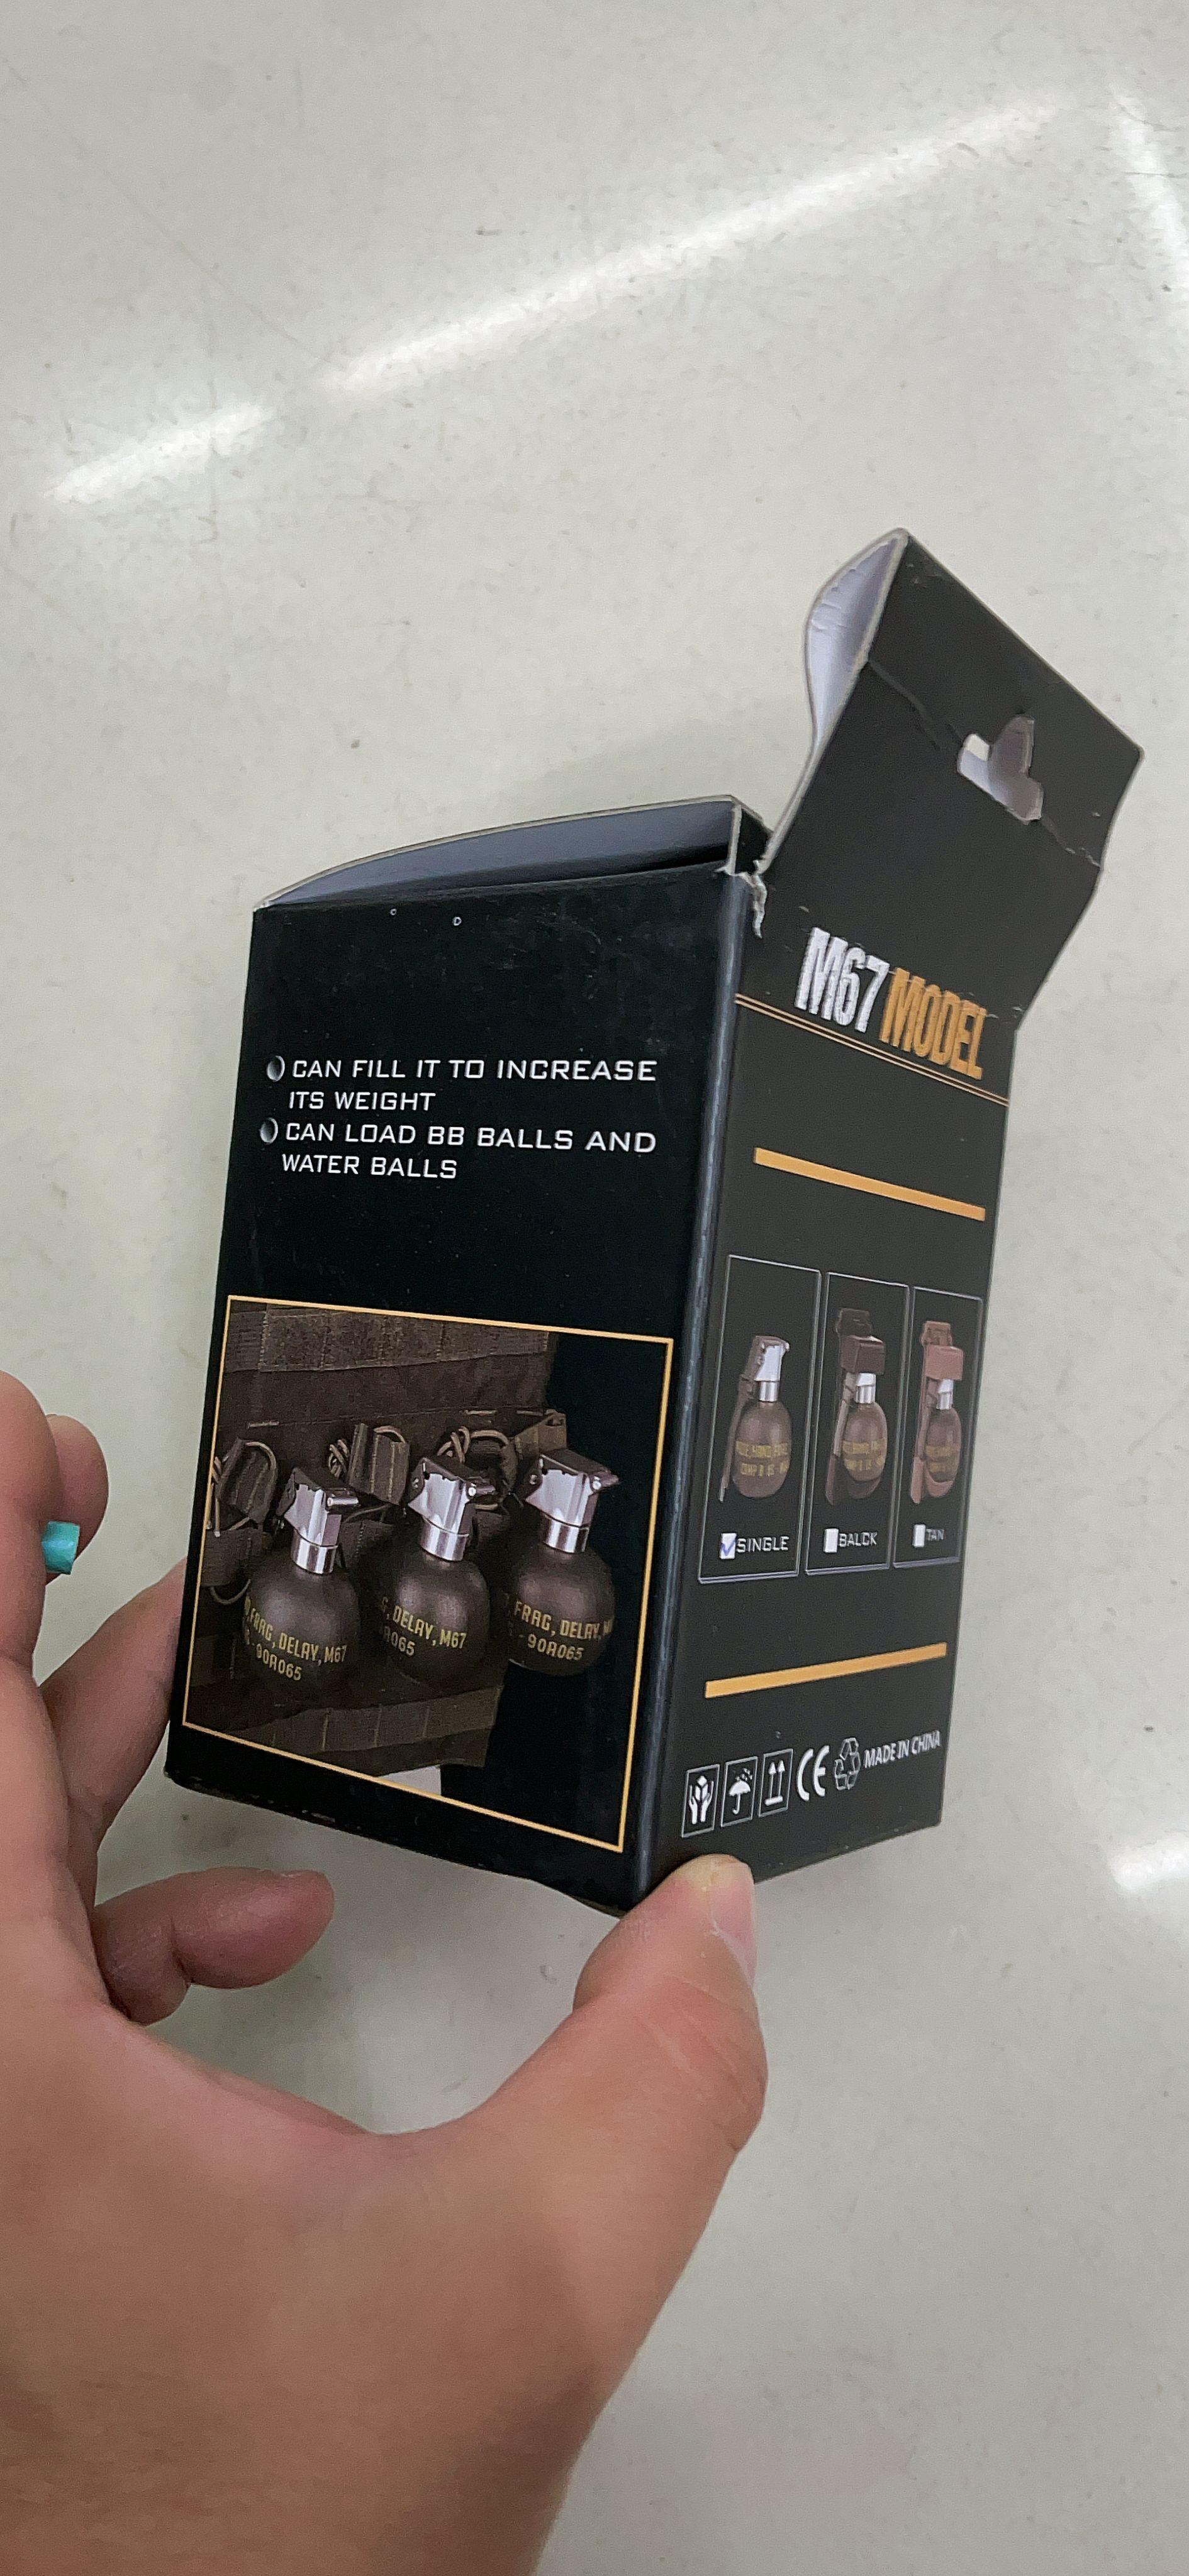 CAN FILL IT TO INCREASE
ITS WEIGHT
CAN LOAD BB BALLS AND
WATER BALLS
FRAG, DELAY, M67
90A065
DELAY, M67
A065
FRAG, DELAY, M
-90A065
M67 MODEL
SINGLE
BALCK
TAN
CE
MADE IN CHINA